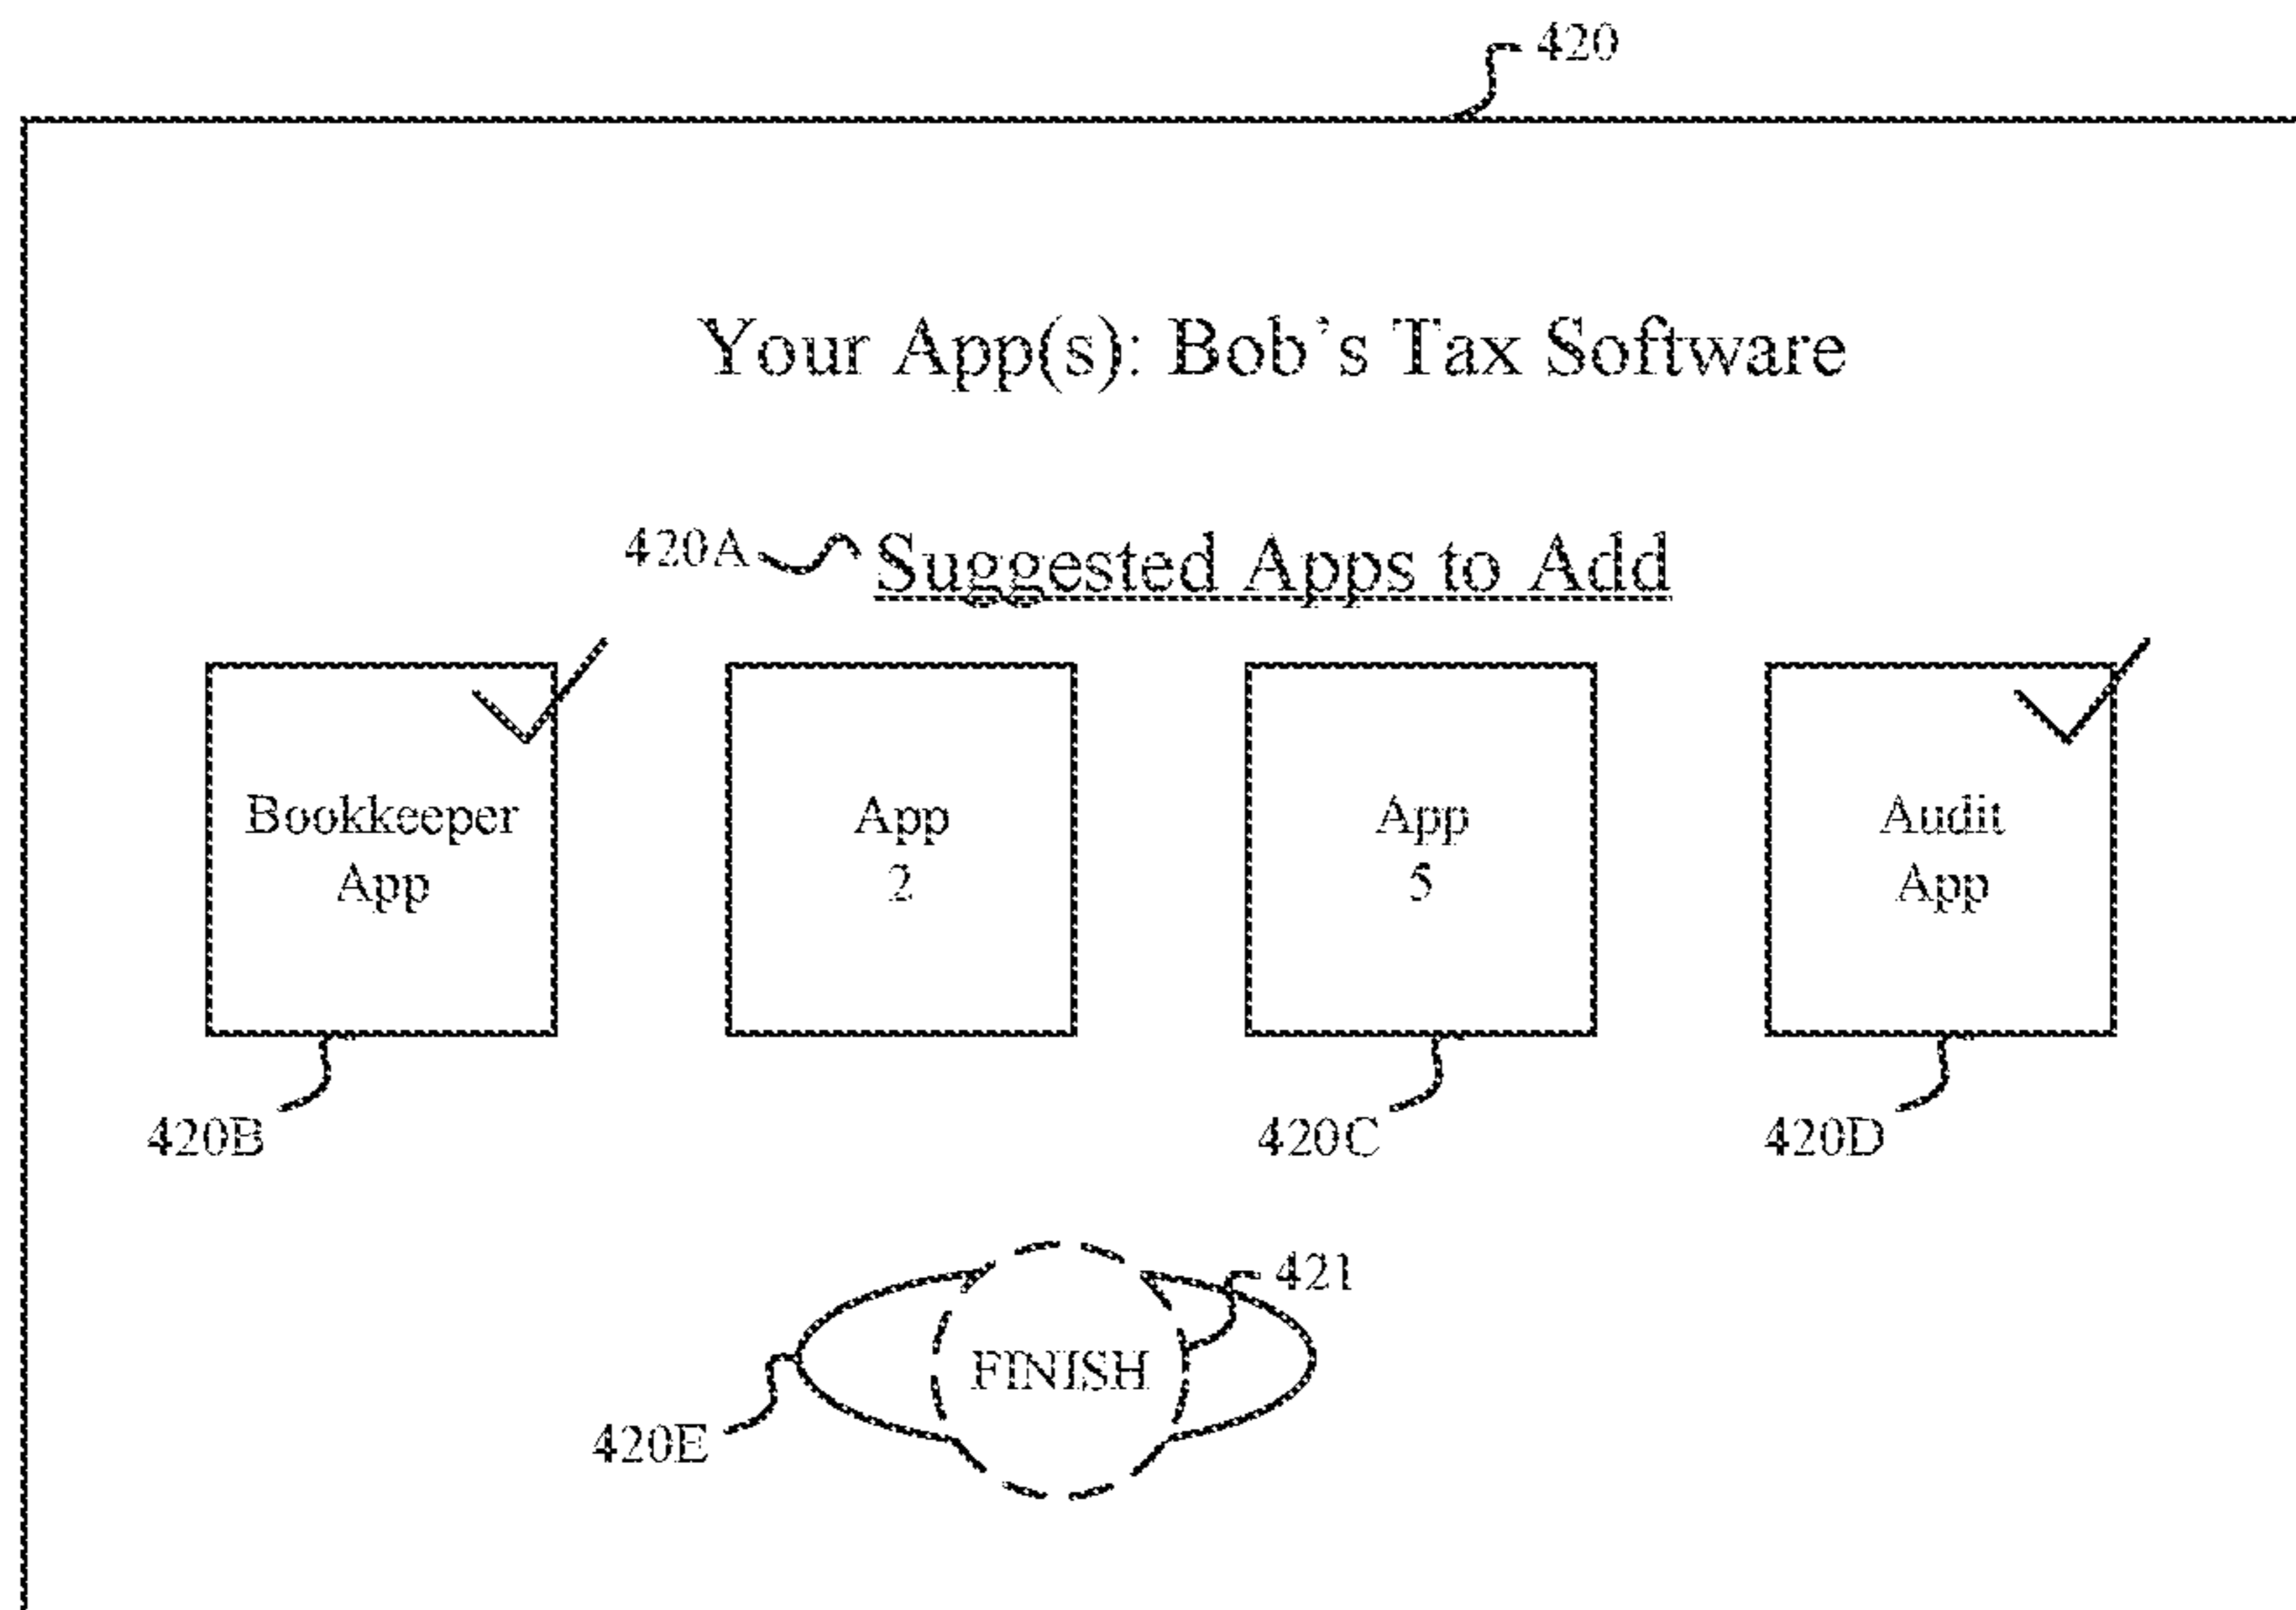 420
Your App(s): Bob's Tax Software
420A
Suggested Apps to Add
Bookkeeper
App
App
2
App
5
Audit
App
420B
420C
420D
421
FINISH
420E